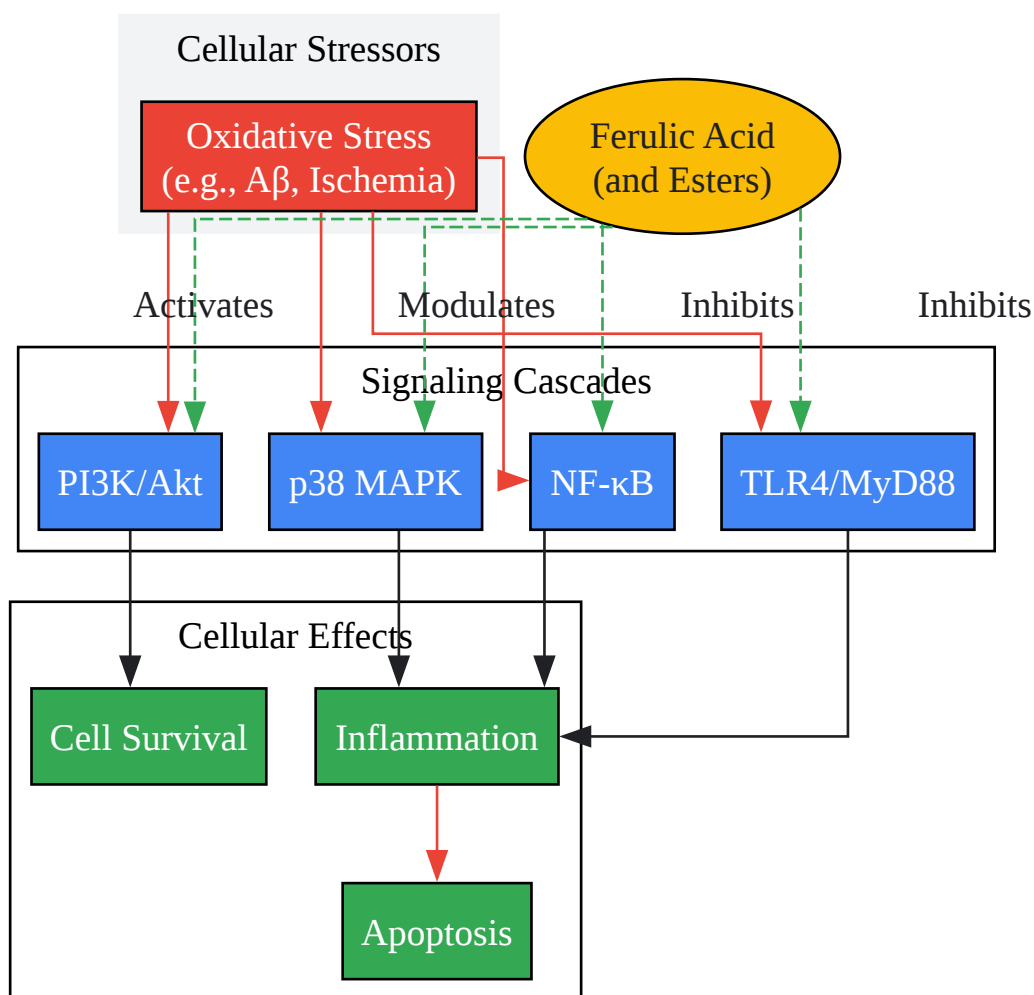 Cellular Stressors
Oxidative Stress
(e.g., Aβ, Ischemia)
Ferulic Acid
(and Esters)
Activates
Modulates
Inhibits
Inhibits
Signaling Cascades
PI3K/Akt
p38 MAPK
NF-κB
TLR4/MyD88
Cellular Effects
Cell Survival
Inflammation
Apoptosis